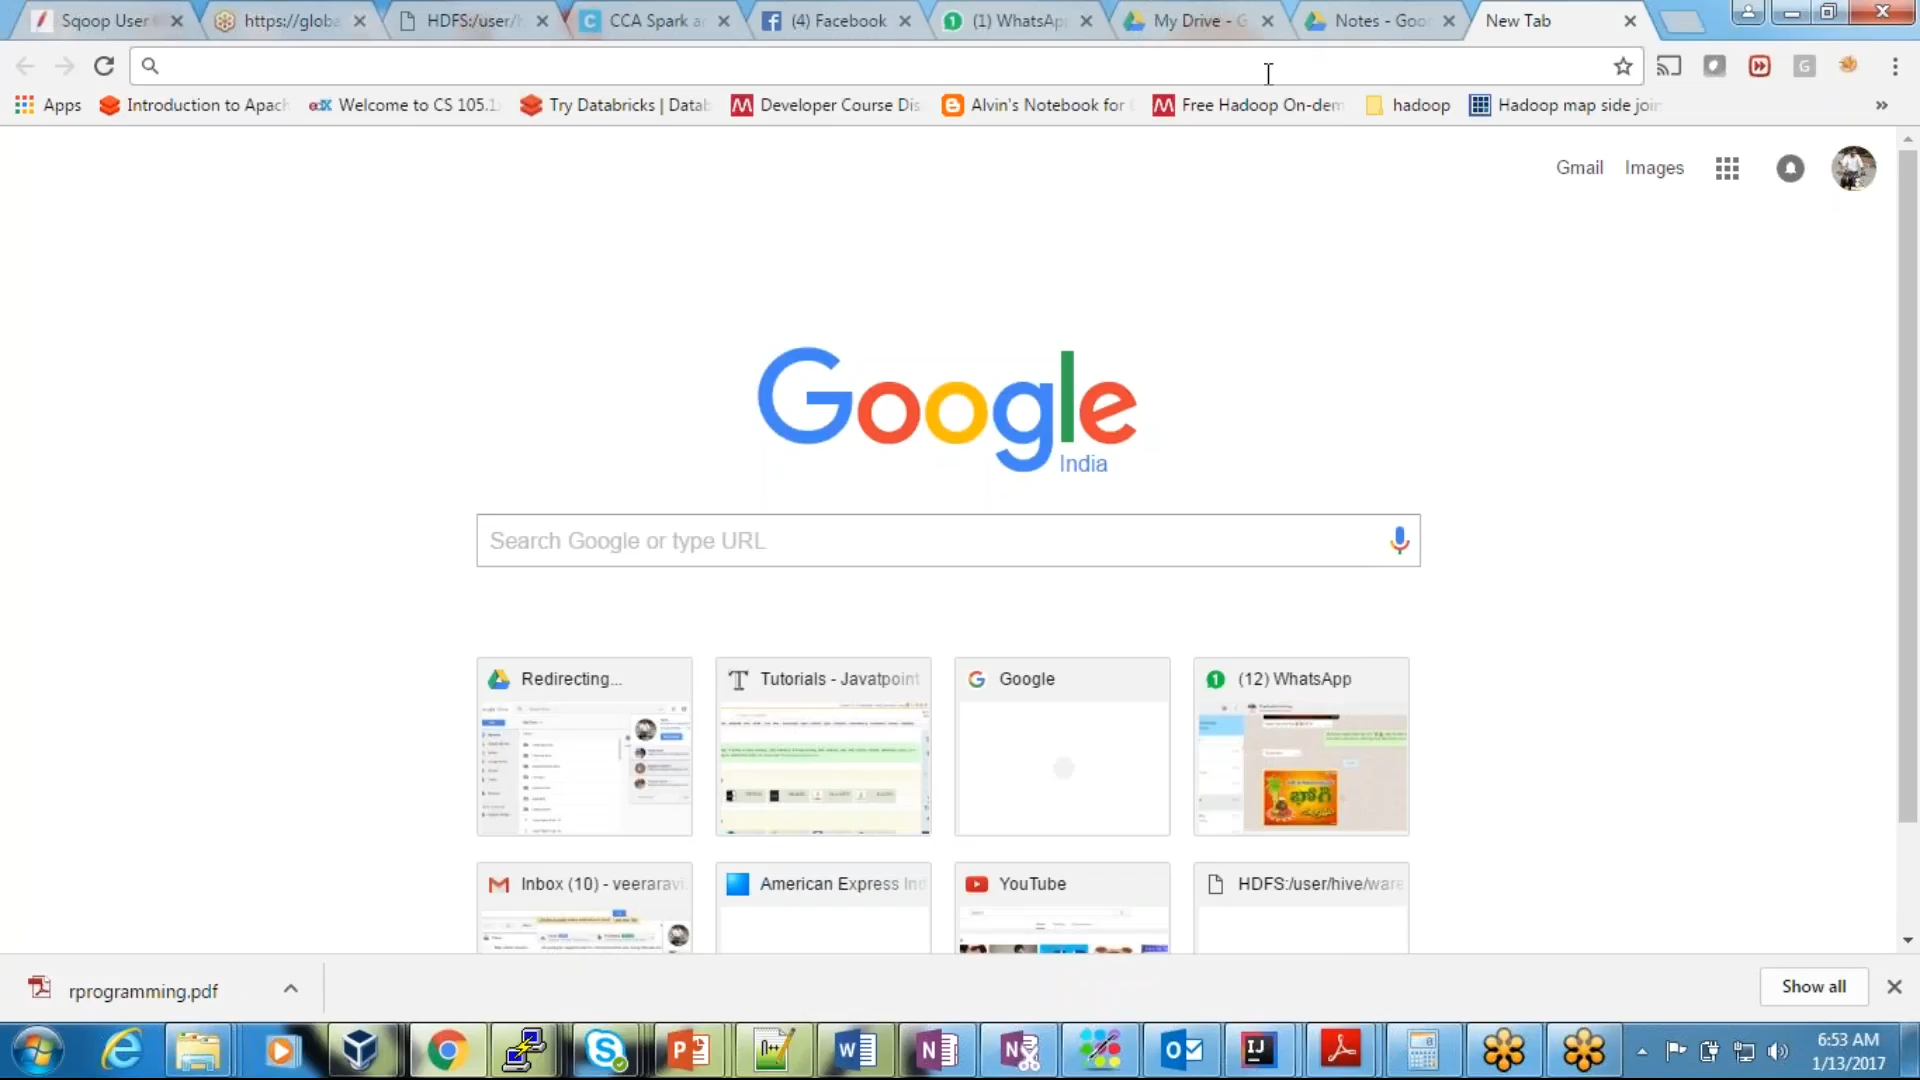 Sqoop User
https://globa
HDFS:/user/h
CCA Spark a
(4) Facebook
(1) WhatsAp
My Drive - G
Notes - Goo
New Tab
Apps
Introduction to Apach
edX
Welcome to CS 105.1
Try Databricks | Datab
Developer Course Dis
Alvin's Notebook for
Free Hadoop On-dem
hadoop
Hadoop map side join
»
Gmail
Images
Google
India
Search Google or type URL
Redirecting...
Tutorials - Javatpoint
Google
(12) WhatsApp
భోగి
Inbox (10) - veeraravi
American Express Ind
YouTube
HDFS:/user/hive/ware
rprogramming.pdf
Show all
6:53 AM
1/13/2017